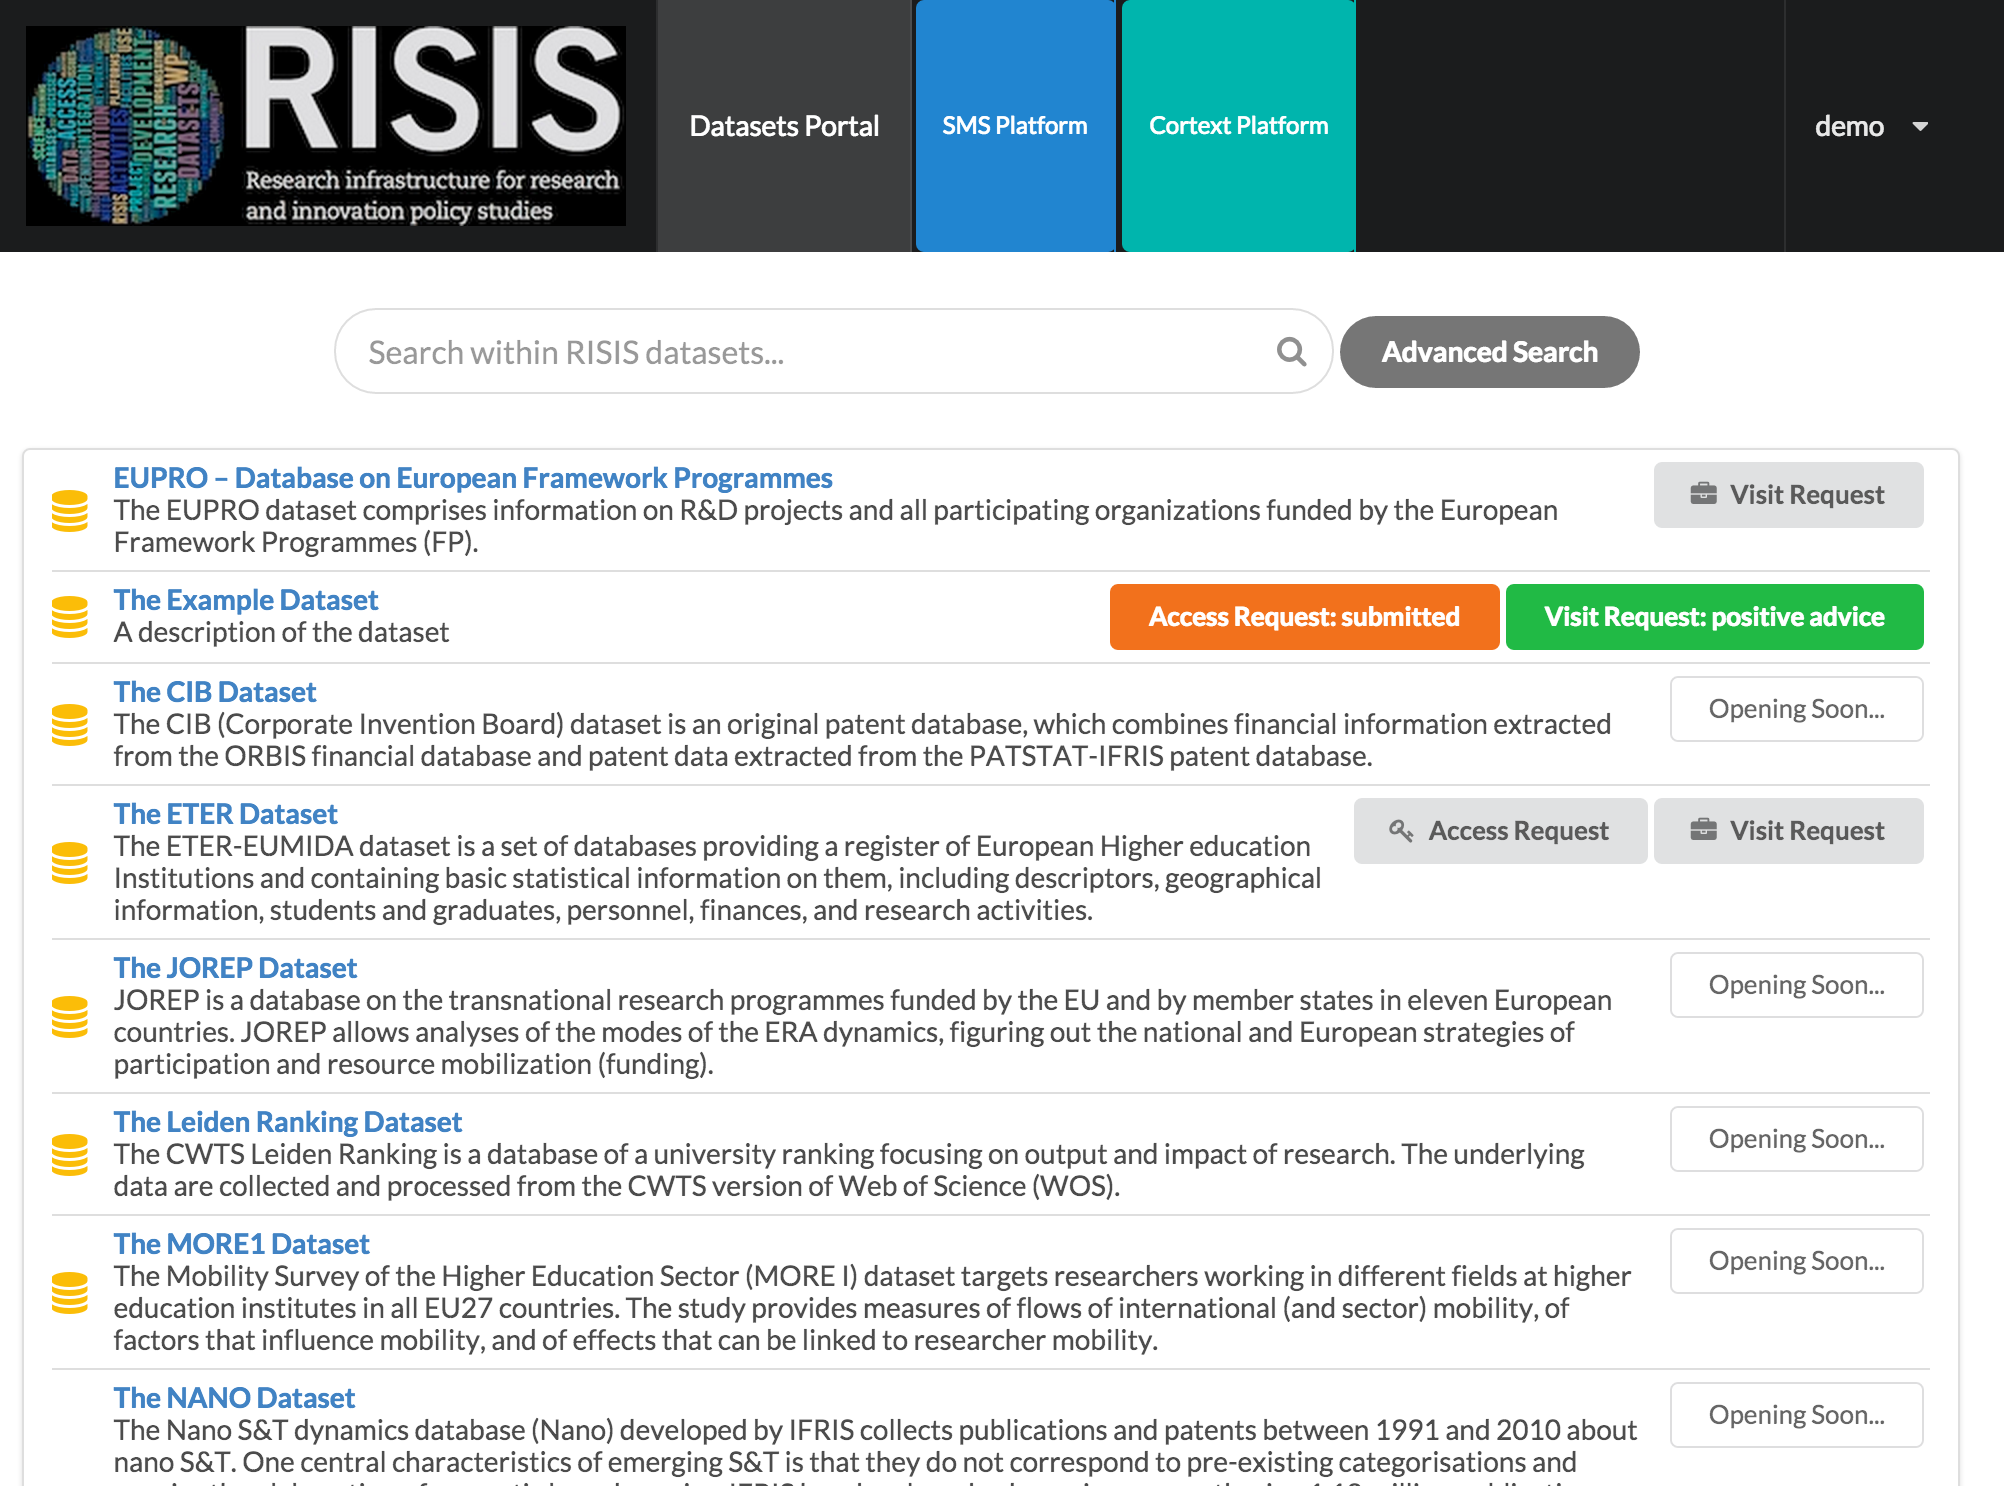 RISIS
Research infrastructure for research
and innovation policy studies
Datasets Portal
SMS Platform
Cortext Platform
demo
Search within RISIS datasets...
Advanced Search
EUPRO – Database on European Framework Programmes
The EUPRO dataset comprises information on R&D projects and all participating organizations funded by the European
Framework Programmes (FP).
Visit Request
The Example Dataset
A description of the dataset
Access Request: submitted
Visit Request: positive advice
The CIB Dataset
The CIB (Corporate Invention Board) dataset is an original patent database, which combines financial information extracted
from the ORBIS financial database and patent data extracted from the PATSTAT-IFRIS patent database.
Opening Soon...
The ETER Dataset
The ETER-EUMIDA dataset is a set of databases providing a register of European Higher education
Institutions and containing basic statistical information on them, including descriptors, geographical
information, students and graduates, personnel, finances, and research activities.
Access Request
Visit Request
The JOREP Dataset
JOREP is a database on the transnational research programmes funded by the EU and by member states in eleven European
countries. JOREP allows analyses of the modes of the ERA dynamics, figuring out the national and European strategies of
participation and resource mobilization (funding).
Opening Soon...
The Leiden Ranking Dataset
The CWTS Leiden Ranking is a database of a university ranking focusing on output and impact of research. The underlying
data are collected and processed from the CWTS version of Web of Science (WOS).
Opening Soon...
The MORE1 Dataset
The Mobility Survey of the Higher Education Sector (MORE I) dataset targets researchers working in different fields at higher
education institutes in all EU27 countries. The study provides measures of flows of international (and sector) mobility, of
factors that influence mobility, and of effects that can be linked to researcher mobility.
Opening Soon...
The NANO Dataset
The Nano S&T dynamics database (Nano) developed by IFRIS collects publications and patents between 1991 and 2010 about
nano S&T. One central characteristics of emerging S&T is that they do not correspond to pre-existing categorisations and
Opening Soon...